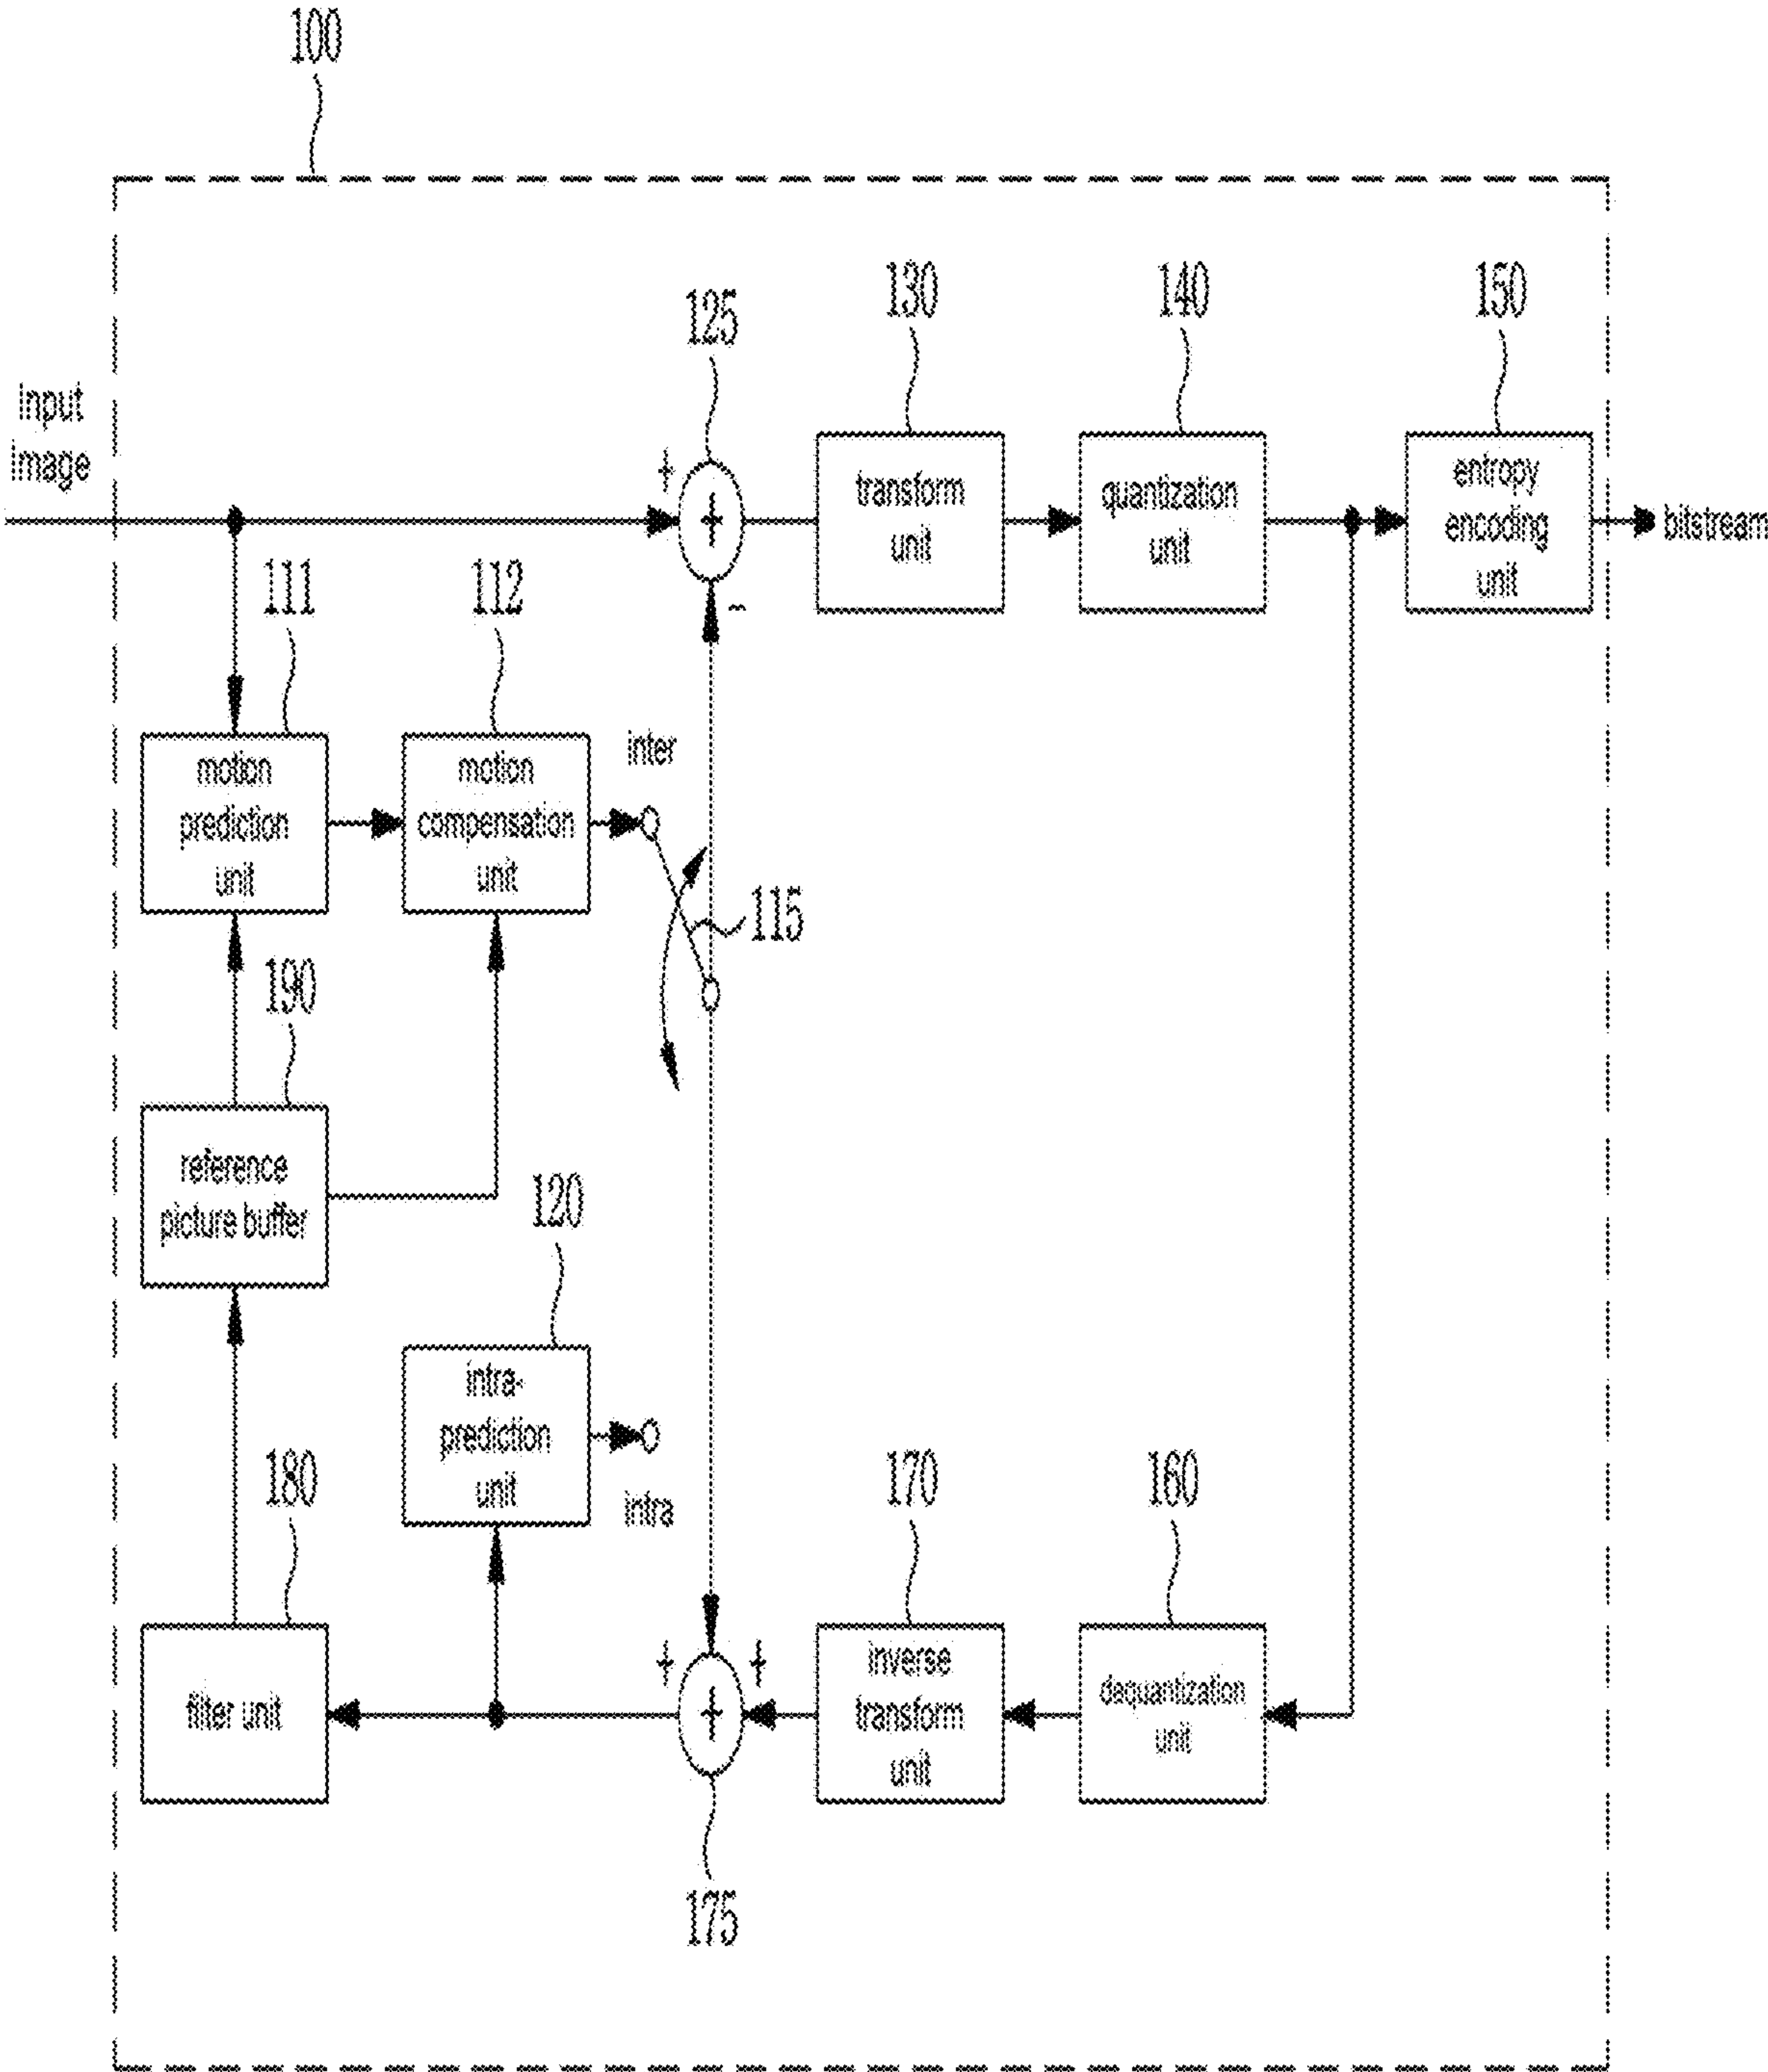 100
125
130
140
150
input
image
+
+
-
transform
unit
quantization
unit
entropy
encoding
unit
bitstream
111
112
motion
prediction
unit
motion
compensation
unit
inter
115
190
reference
picture buffer
120
intra-
prediction
unit
intra
180
170
160
filter unit
+
+
+
inverse
transform
unit
dequantization
unit
175